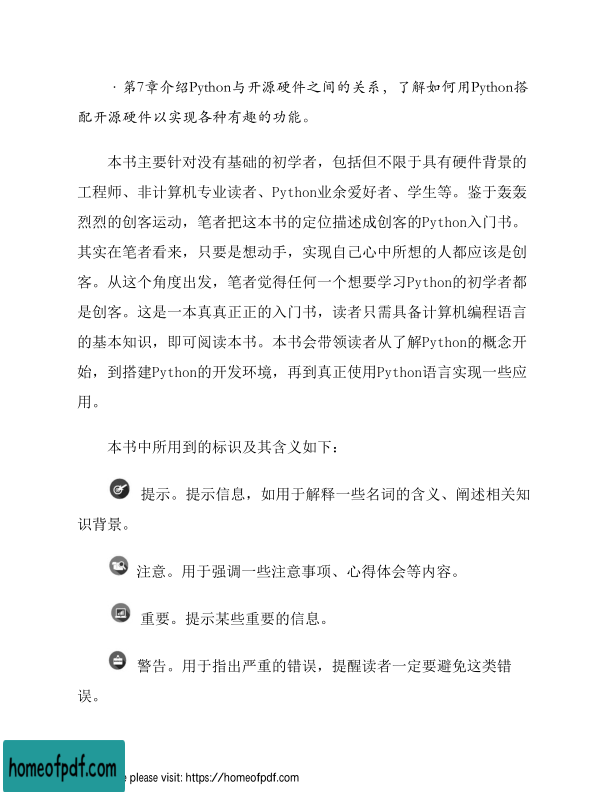 · 第7章介绍Python与开源硬件之间的关系，了解如何用Python搭
配开源硬件以实现各种有趣的功能。
本书主要针对没有基础的初学者，包括但不限于具有硬件背景的
工程师、非计算机专业读者、Python业余爱好者、学生等。鉴于轰轰
烈烈的创客运动，笔者把这本书的定位描述成创客的Python入门书。
其实在笔者看来，只要是想动手，实现自己心中所想的人都应该是创
客。从这个角度出发，笔者觉得任何一个想要学习Python的初学者都
是创客。这是一本真真正正的入门书，读者只需具备计算机编程语言
的基本知识，即可阅读本书。本书会带领读者从了解Python的概念开
始，到搭建Python的开发环境，再到真正使用Python语言实现一些应
用。
本书中所用到的标识及其含义如下：
提示。提示信息，如用于解释一些名词的含义、阐述相关知
识背景。
注意。用于强调一些注意事项、心得体会等内容。
重要。提示某些重要的信息。
警告。用于指出严重的错误，提醒读者一定要避免这类错
误。
homeofpdf.com
please visit: https://homeofpdf.com